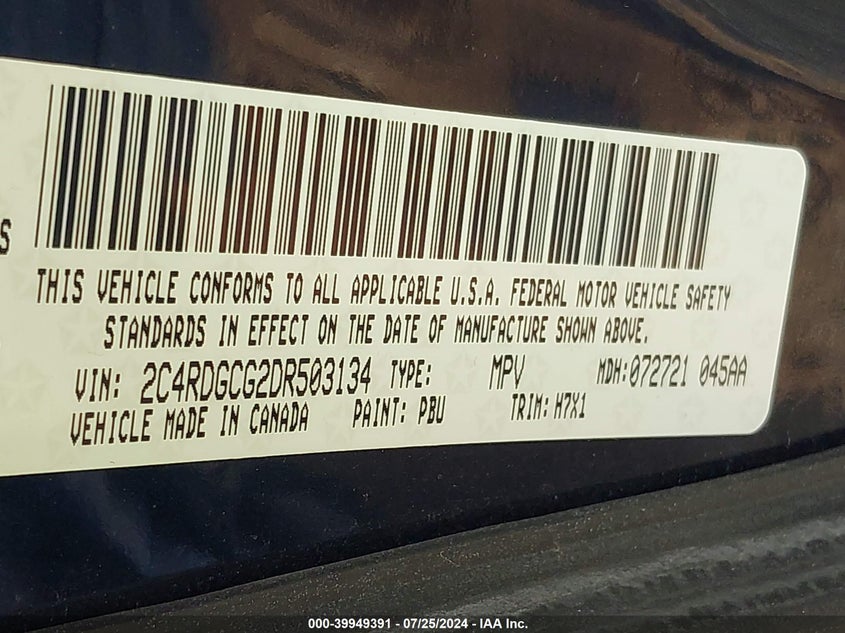 S
THIS VEHICLE CONFORMS TO ALL APPLICABLE U.S.A. FEDERAL MOTOR VEHICLE SAFETY
STANDARDS IN EFFECT ON THE DATE OF MANUFACTURE SHOWN ABOVE.
VIN: 2C4RDGCG2DR503134 TYPE: MPV MDH:072721 045AA
VEHICLE MADE IN CANADA PAINT: PBU TRIM: H7X1
000-39949391 - 07/25/2024 - IAA Inc.